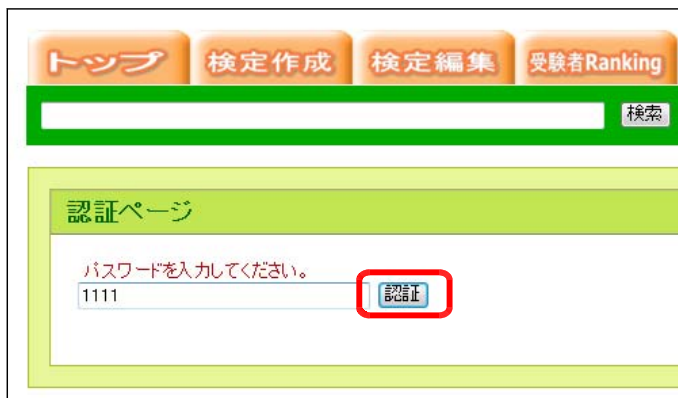 トップ 検定作成 検定編集 受験者Ranking
検索
認証ページ
パスワードを入力してください。
1111 認証